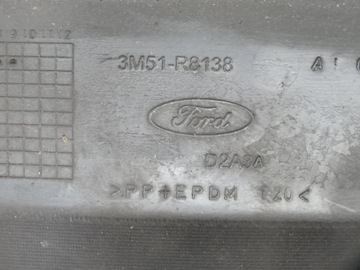 3M51-R8138 A
Ford
D2A3A
>PP+EPDM T20<